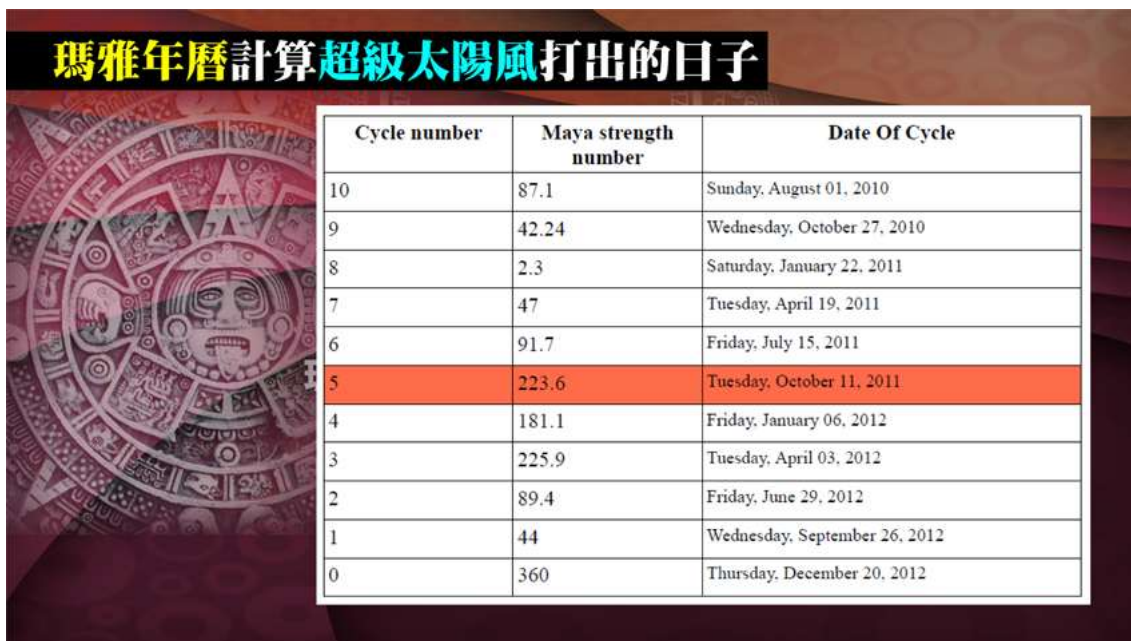 瑪雅年曆計算超級太陽風打出的日子
Cycle number Maya strength number Date Of Cycle
10 87.1 Sunday, August 01, 2010
9 42.24 Wednesday, October 27, 2010
8 2.3 Saturday, January 22, 2011
7 47 Tuesday, April 19, 2011
6 91.7 Friday, July 15, 2011
5 223.6 Tuesday, October 11, 2011
4 181.1 Friday, January 06, 2012
3 225.9 Tuesday, April 03, 2012
2 89.4 Friday, June 29, 2012
1 44 Wednesday, September 26, 2012
0 360 Thursday, December 20, 2012